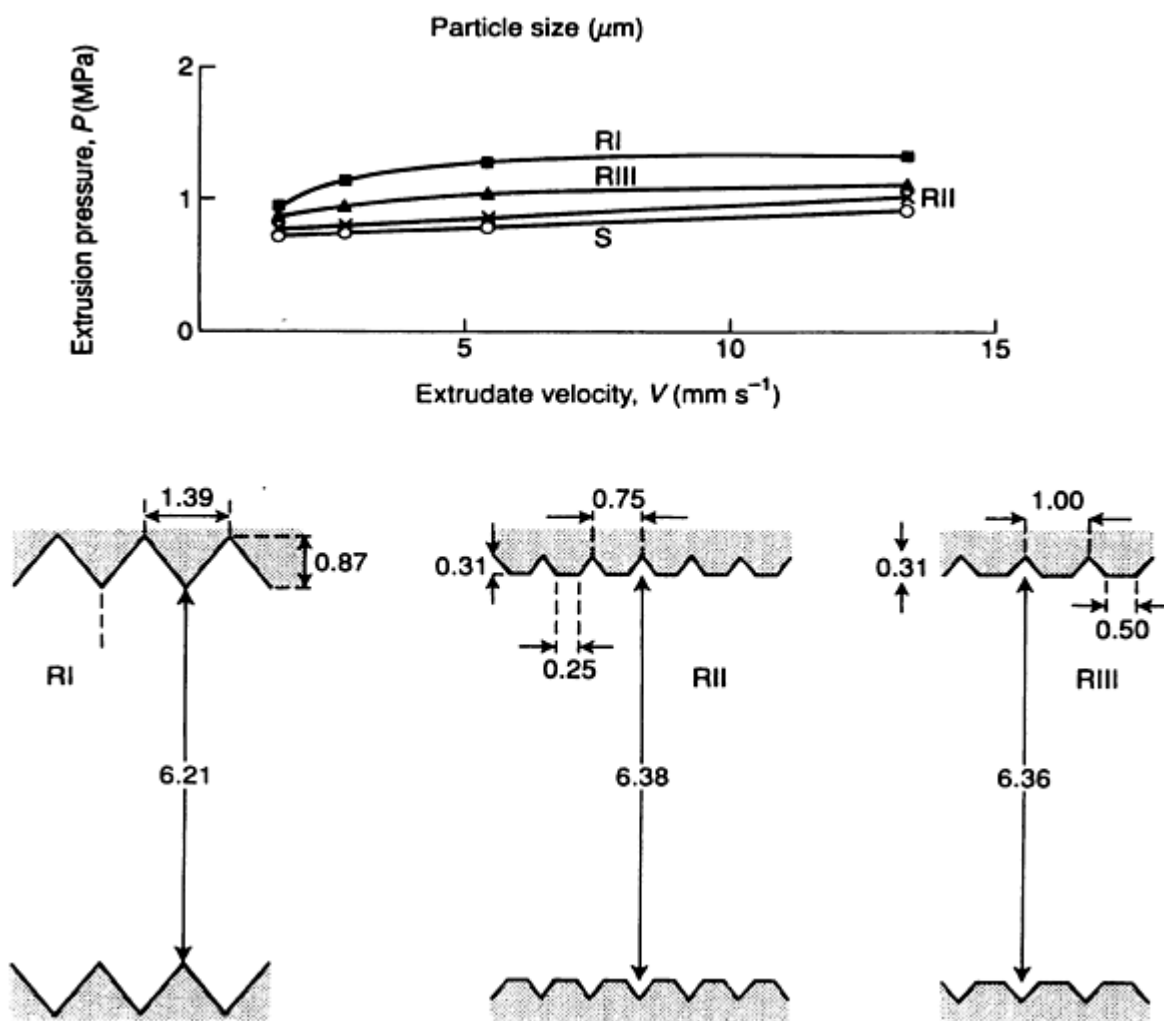 Particle size (μm)
Extrusion pressure, P (MPa)
2
1
0
RI
RIII
RII
S
5
10
15
Extrudate velocity, V (mm s⁻¹)
1.39
0.87
RI
6.21
0.75
0.31
0.25
RII
6.38
1.00
0.31
0.50
RIII
6.36